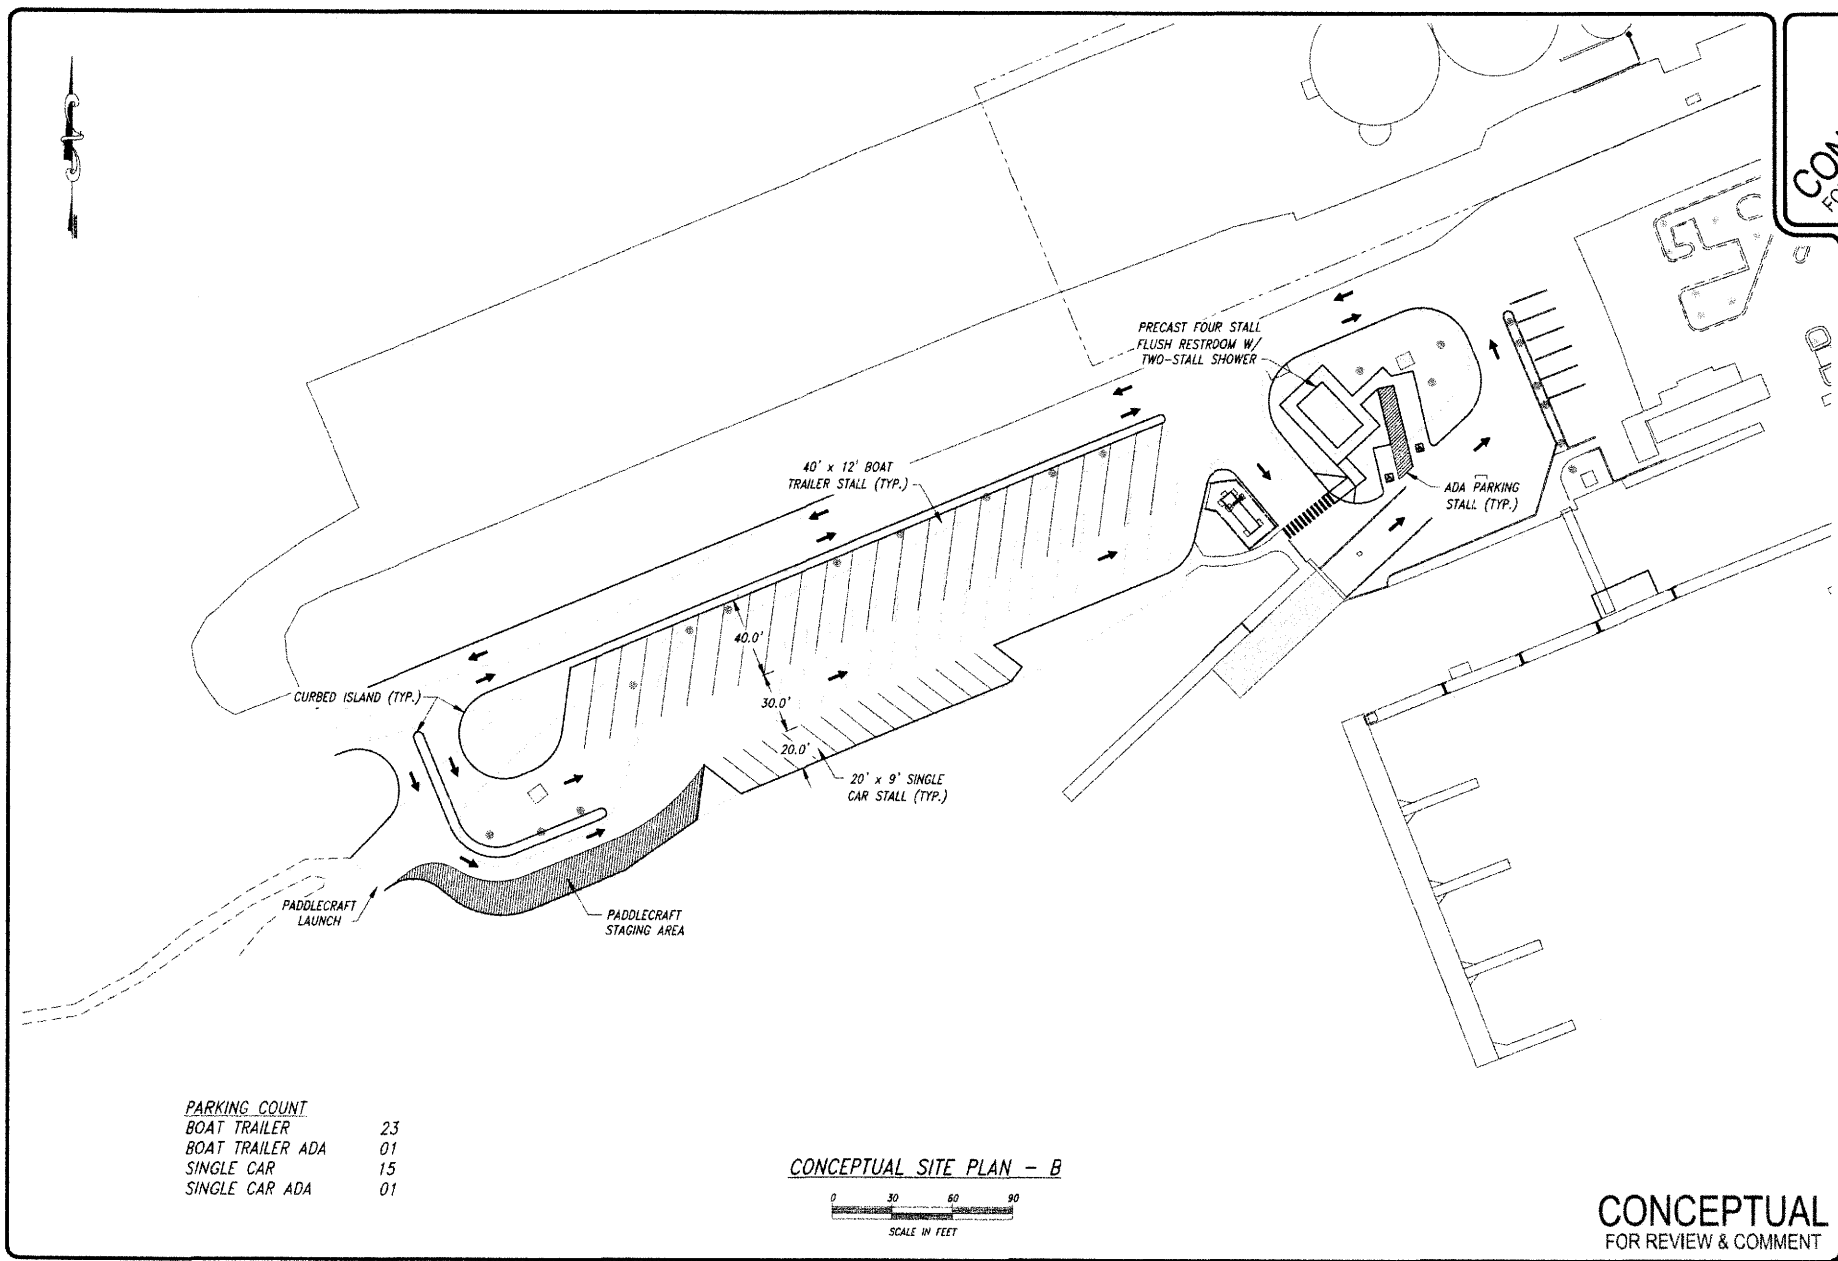 PRECAST FOUR STALL
FLUSH RESTROOM W/
TWO-STALL SHOWER
40' x 12' BOAT
TRAILER STALL (TYP.)
ADA PARKING
STALL (TYP.)
40.0'
30.0'
20.0'
CURBED ISLAND (TYP.)
20' x 9' SINGLE
CAR STALL (TYP.)
PADDLECRAFT
LAUNCH
PADDLECRAFT
STAGING AREA
PARKING COUNT
BOAT TRAILER 23
BOAT TRAILER ADA 01
SINGLE CAR 15
SINGLE CAR ADA 01
CONCEPTUAL SITE PLAN - B
0 30 60 90
SCALE IN FEET
CONCEPTUAL
FOR REVIEW & COMMENT